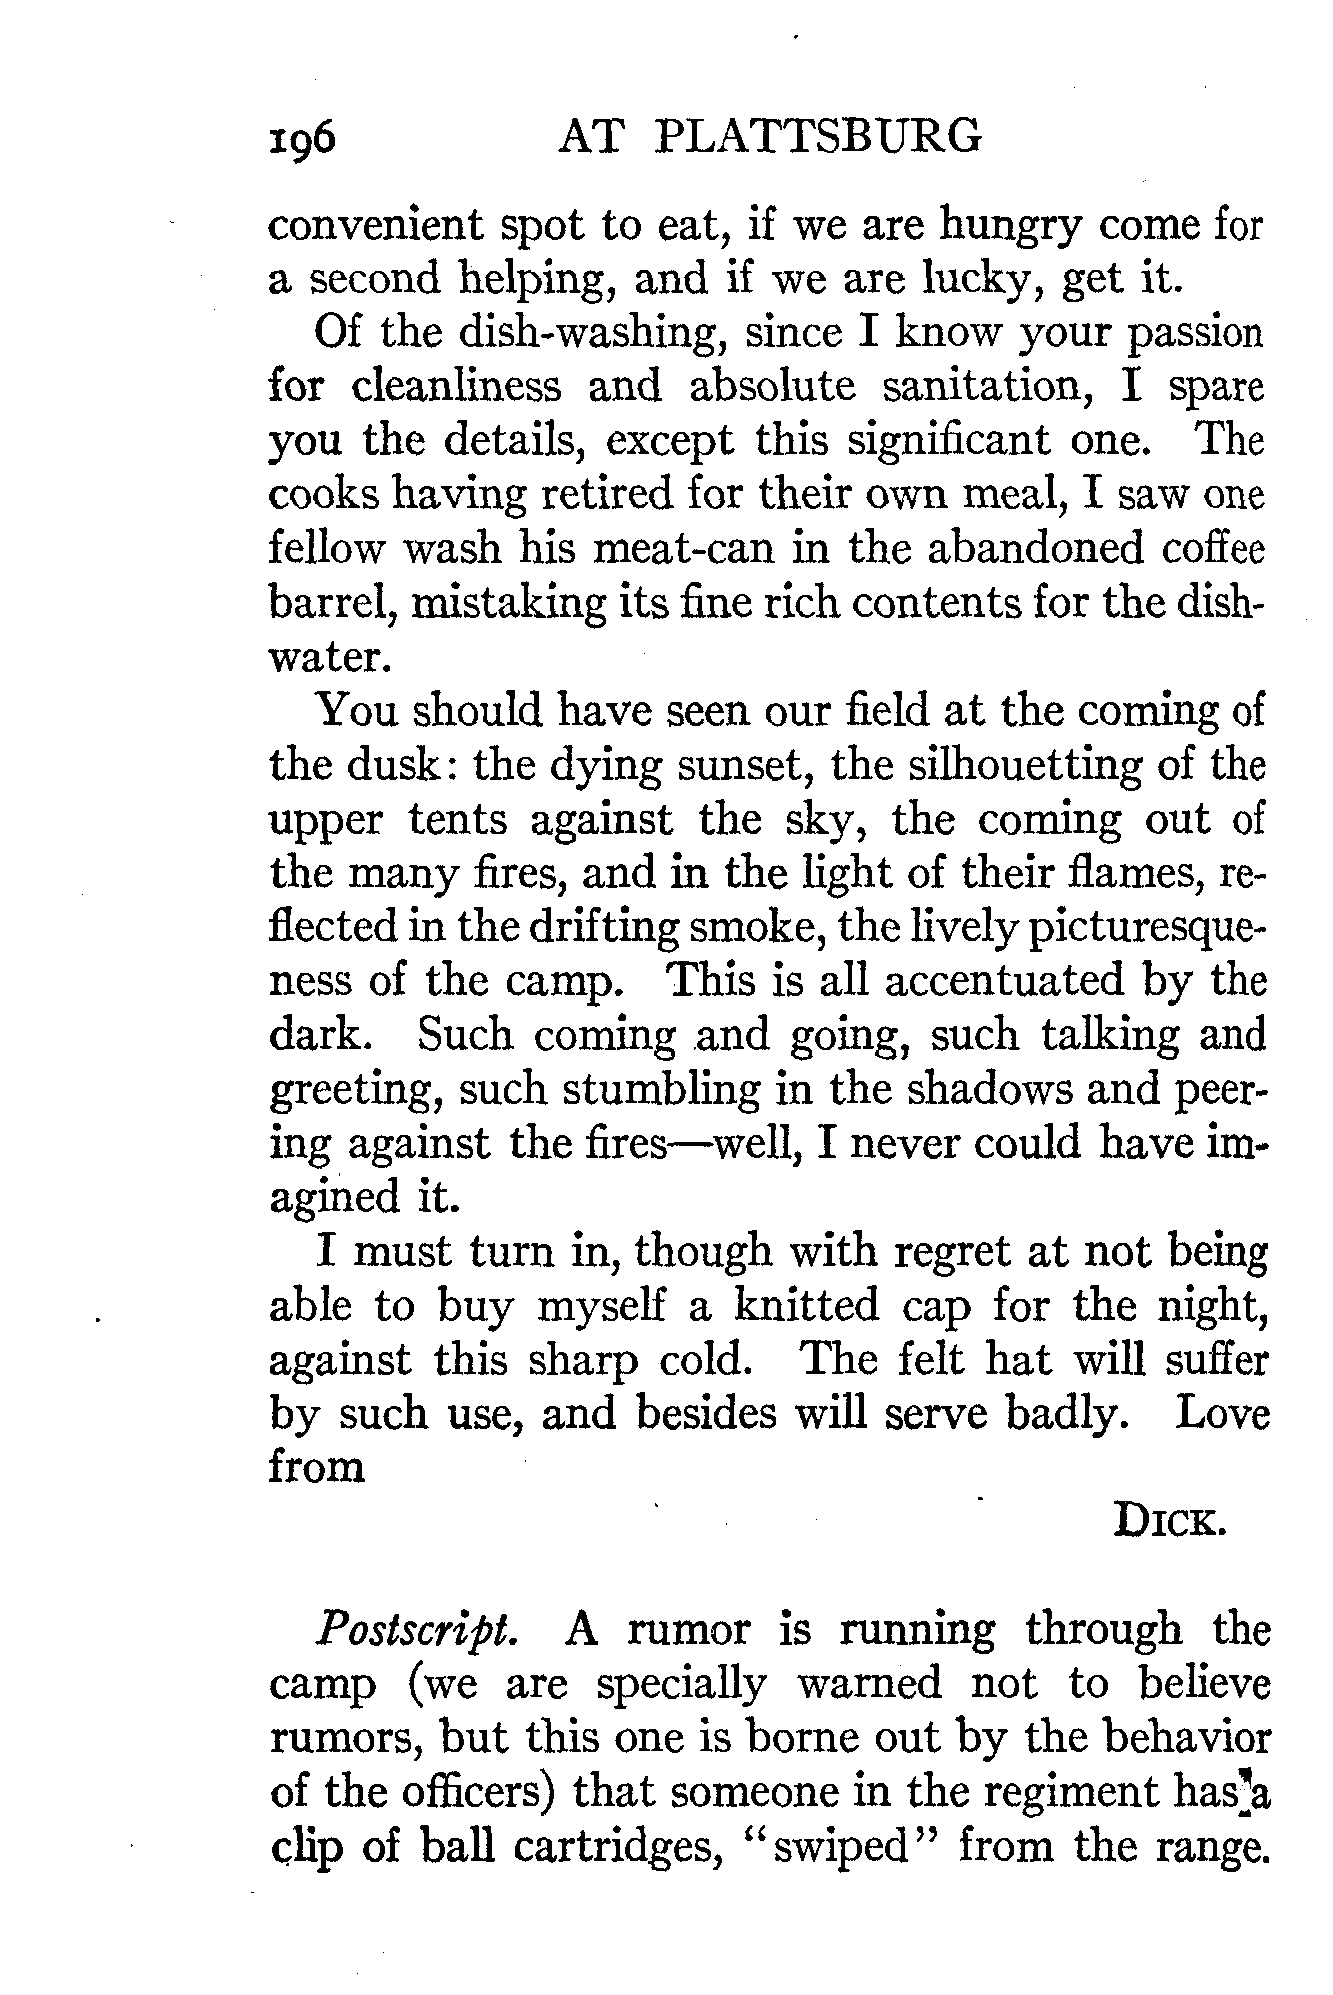 196 AT PLATTSBURG
convenient spot to eat, if we are hungry come for
a second helping, and if we are lucky, get it.
Of the dish-washing, since I know your passion
for cleanliness and absolute sanitation, I spare
you the details, except this significant one. The
cooks having retired for their own meal, I saw one
fellow wash his meat-can in the abandoned coffee
barrel, mistaking its fine rich contents for the dish-
water.
You should have seen our field at the coming of
the dusk: the dying sunset, the silhouetting of the
upper tents against the sky, the coming out of
the many fires, and in the light of their flames, re-
flected in the drifting smoke, the lively picturesque-
ness of the camp. This is all accentuated by the
dark. Such coming and going, such talking and
greeting, such stumbling in the shadows and peer-
ing against the fires—well, I never could have im-
agined it.
I must turn in, though with regret at not being
able to buy myself a knitted cap for the night,
against this sharp cold. The felt hat will suffer
by such use, and besides will serve badly. Love
from
DICK.
Postscript. A rumor is running through the
camp (we are specially warned not to believe
rumors, but this one is borne out by the behavior
of the officers) that someone in the regiment has a
clip of ball cartridges, "swiped" from the range.